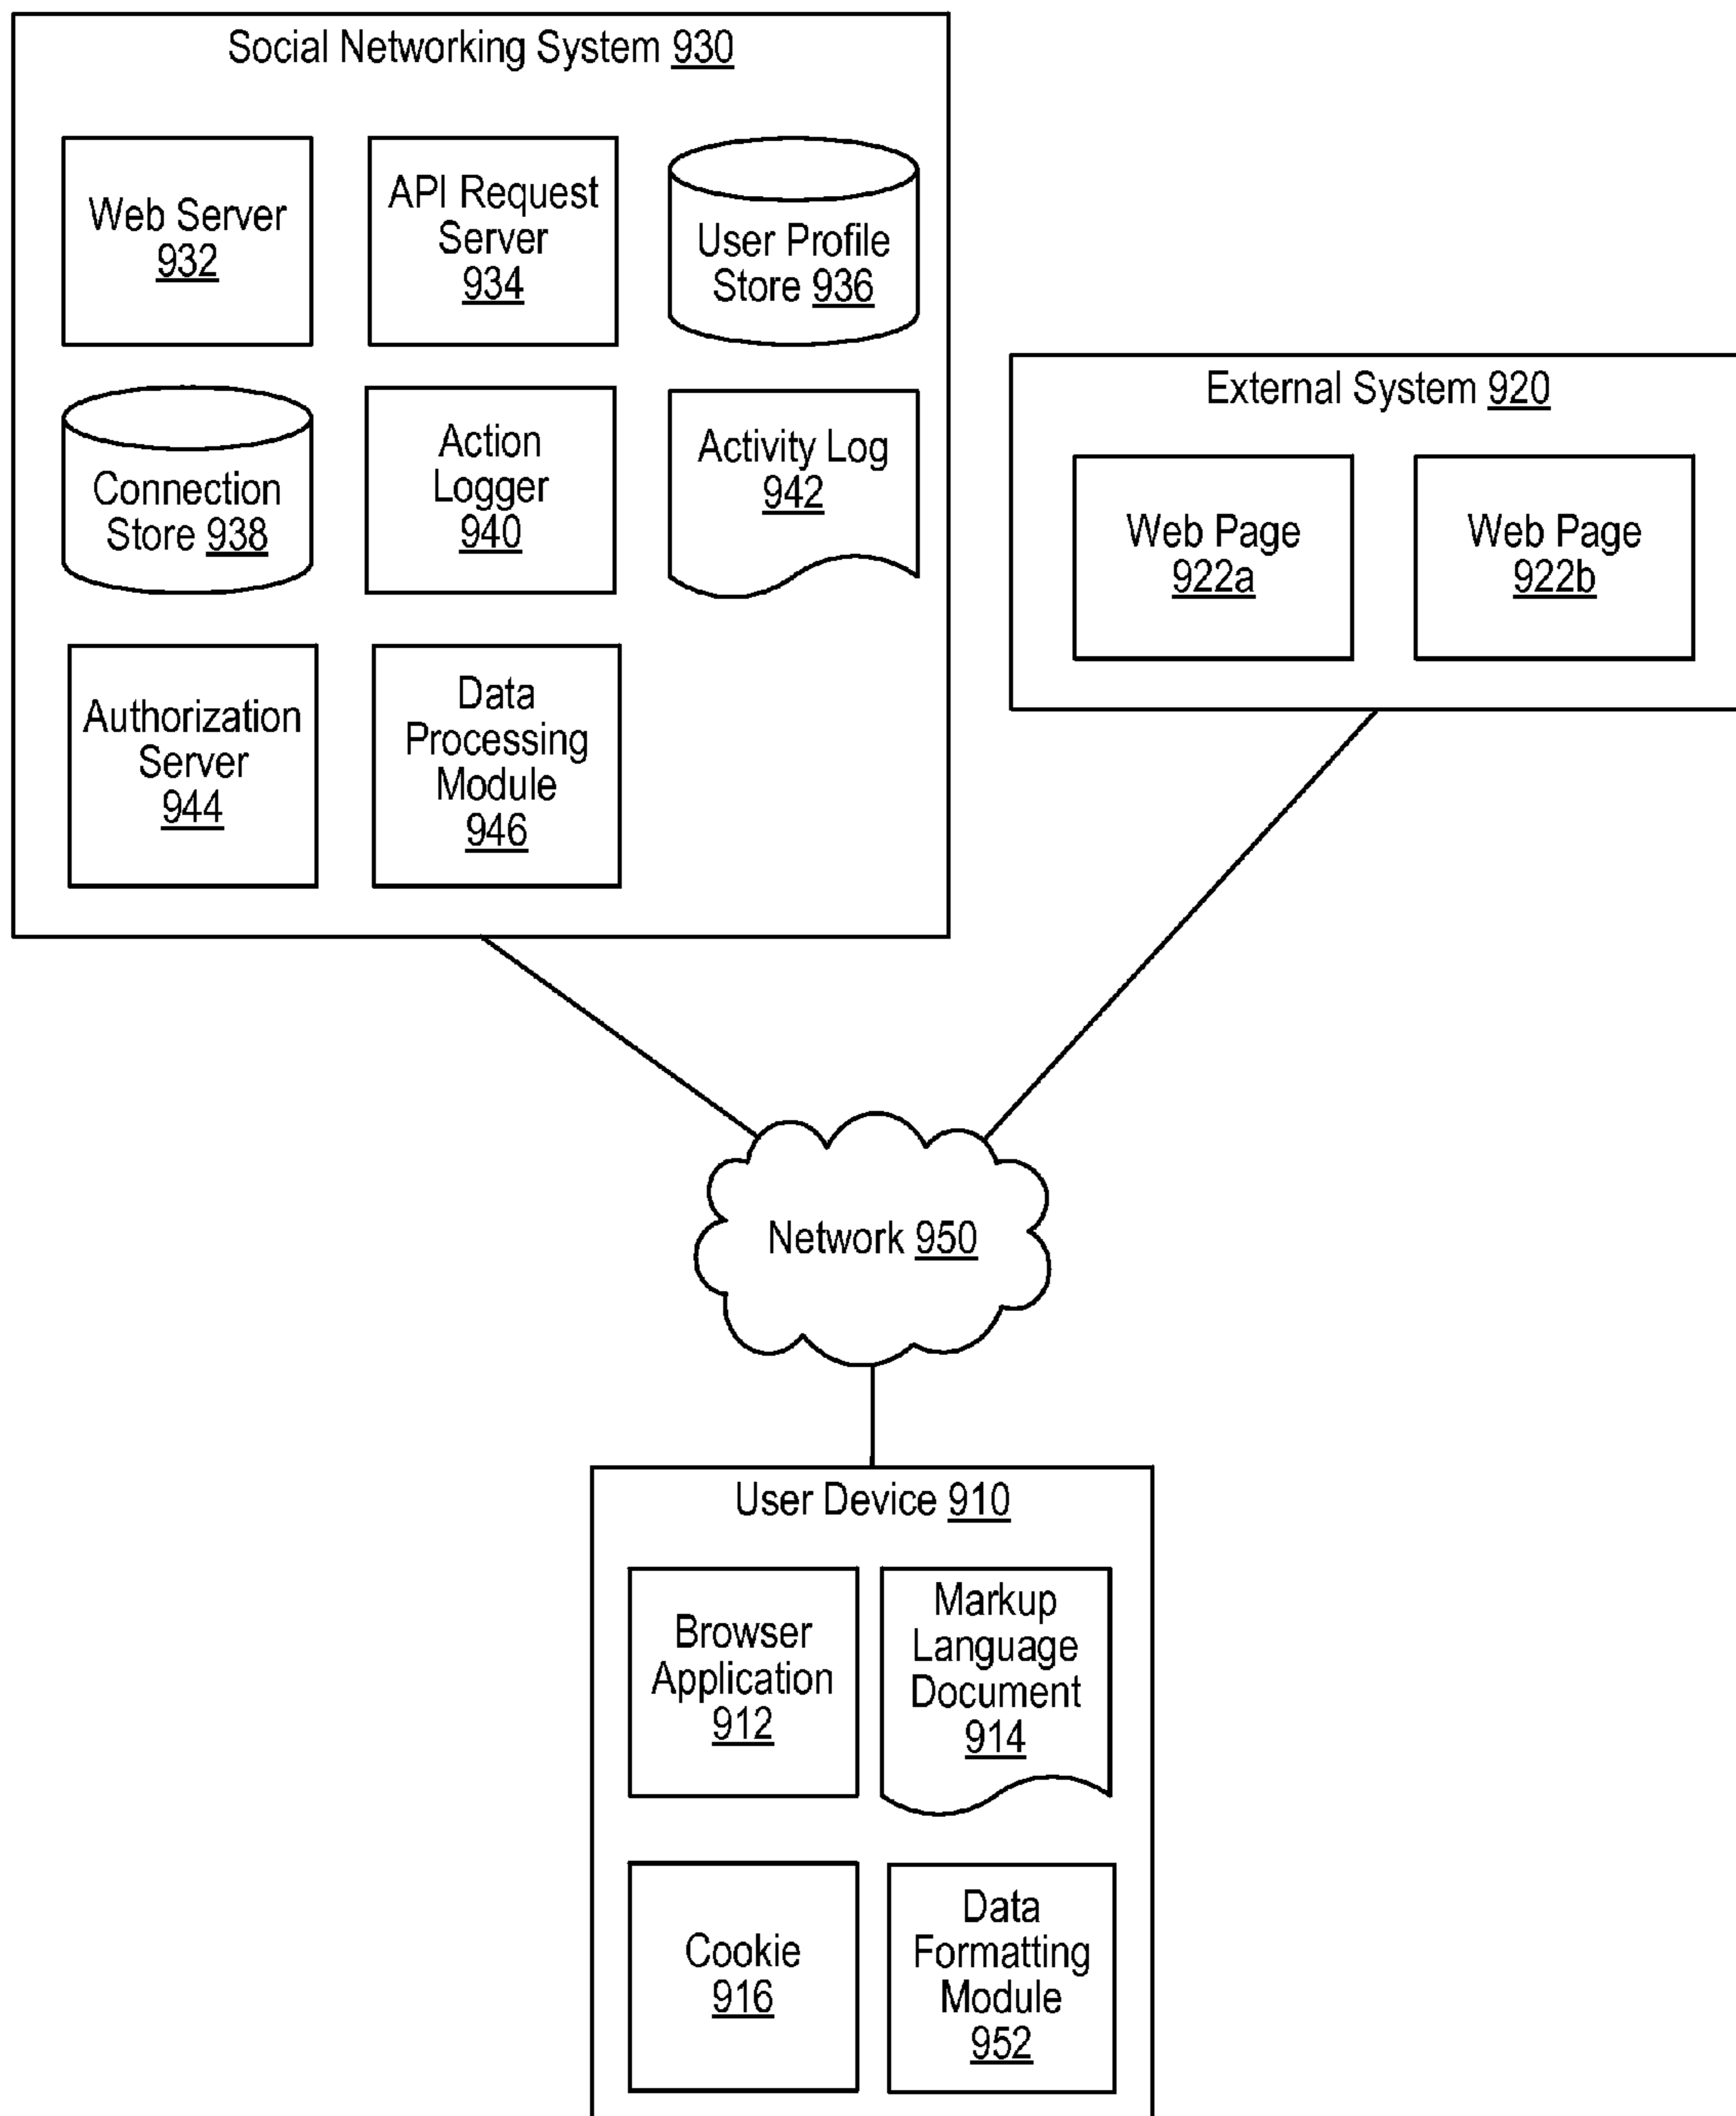 Social Networking System 930
Web Server
932
API Request
Server
934
User Profile
Store 936
Connection
Store 938
Action
Logger
940
Activity Log
942
Authorization
Server
944
Data
Processing
Module
946
External System 920
Web Page
922a
Web Page
922b
Network 950
User Device 910
Browser
Application
912
Markup
Language
Document
914
Cookie
916
Data
Formatting
Module
952